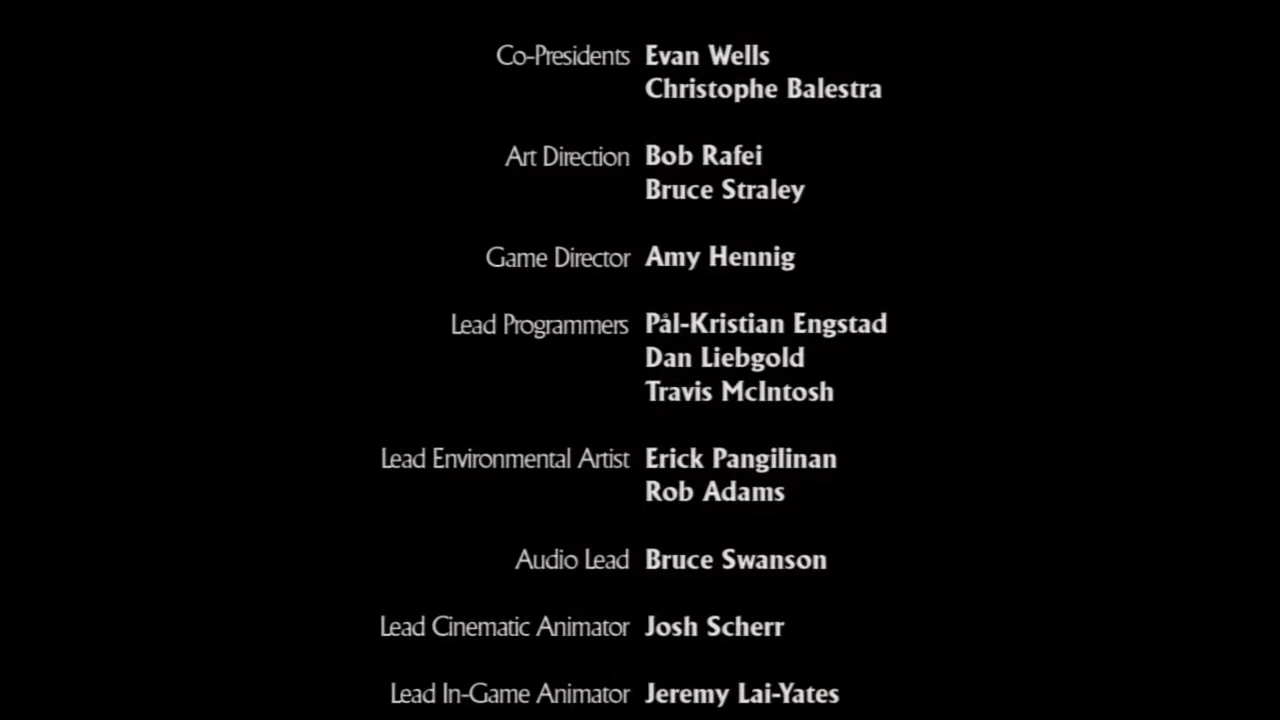 Co-Presidents Evan Wells
Christophe Balestra
Art Direction Bob Rafei
Bruce Straley
Game Director Amy Hennig
Lead Programmers Pål-Kristian Engstad
Dan Liebgold
Travis McIntosh
Lead Environmental Artist Erick Pangilinan
Rob Adams
Audio Lead Bruce Swanson
Lead Cinematic Animator Josh Scherr
Lead In-Game Animator Jeremy Lai-Yates